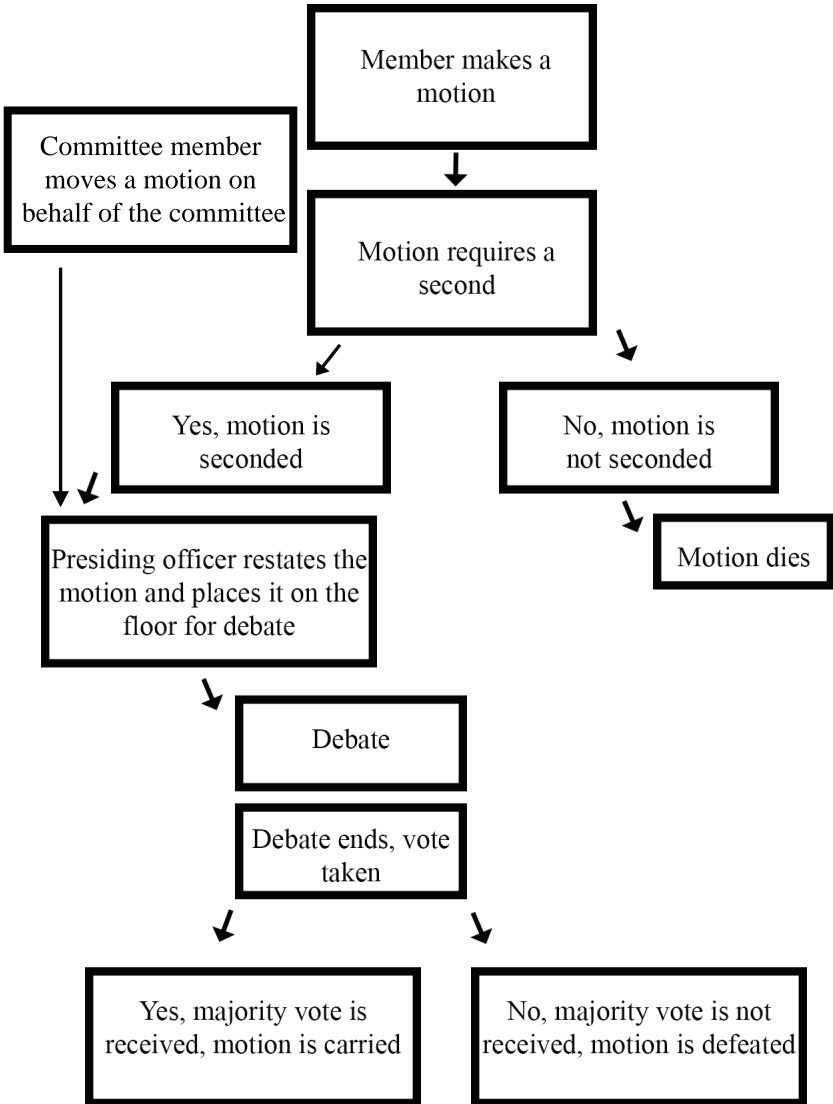 Member makes a
motion
Committee member
moves a motion on
behalf of the committee
Motion requires a
second
Yes, motion is
seconded
No, motion is
not seconded
Presiding officer restates the
motion and places it on the
floor for debate
Motion dies
Debate
Debate ends, vote
taken
Yes, majority vote is
received, motion is carried
No, majority vote is not
received, motion is defeated